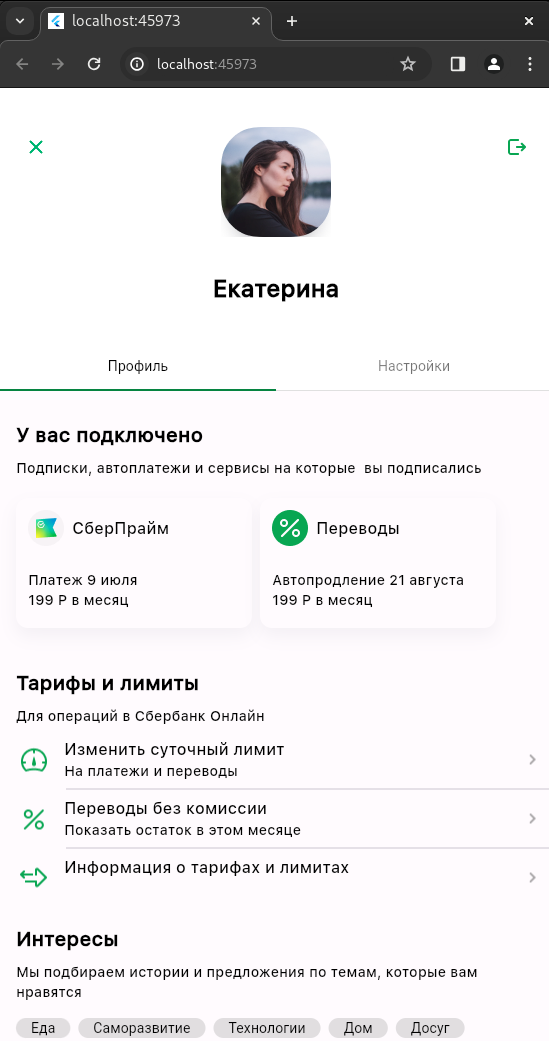 localhost:45973
localhost:45973
Екатерина
Профиль
Настройки
У вас подключено
Подписки, автоплатежи и сервисы на которые  вы подписались
СберПрайм
Платеж 9 июля
199 Р в месяц
Переводы
Автопродление 21 августа
199 Р в месяц
Тарифы и лимиты
Для операций в Сбербанк Онлайн
Изменить суточный лимит
На платежи и переводы
Переводы без комиссии
Показать остаток в этом месяце
Информация о тарифах и лимитах
Интересы
Мы подбираем истории и предложения по темам, которые вам
нравятся
Еда Саморазвитие Технологии Дом Досуг